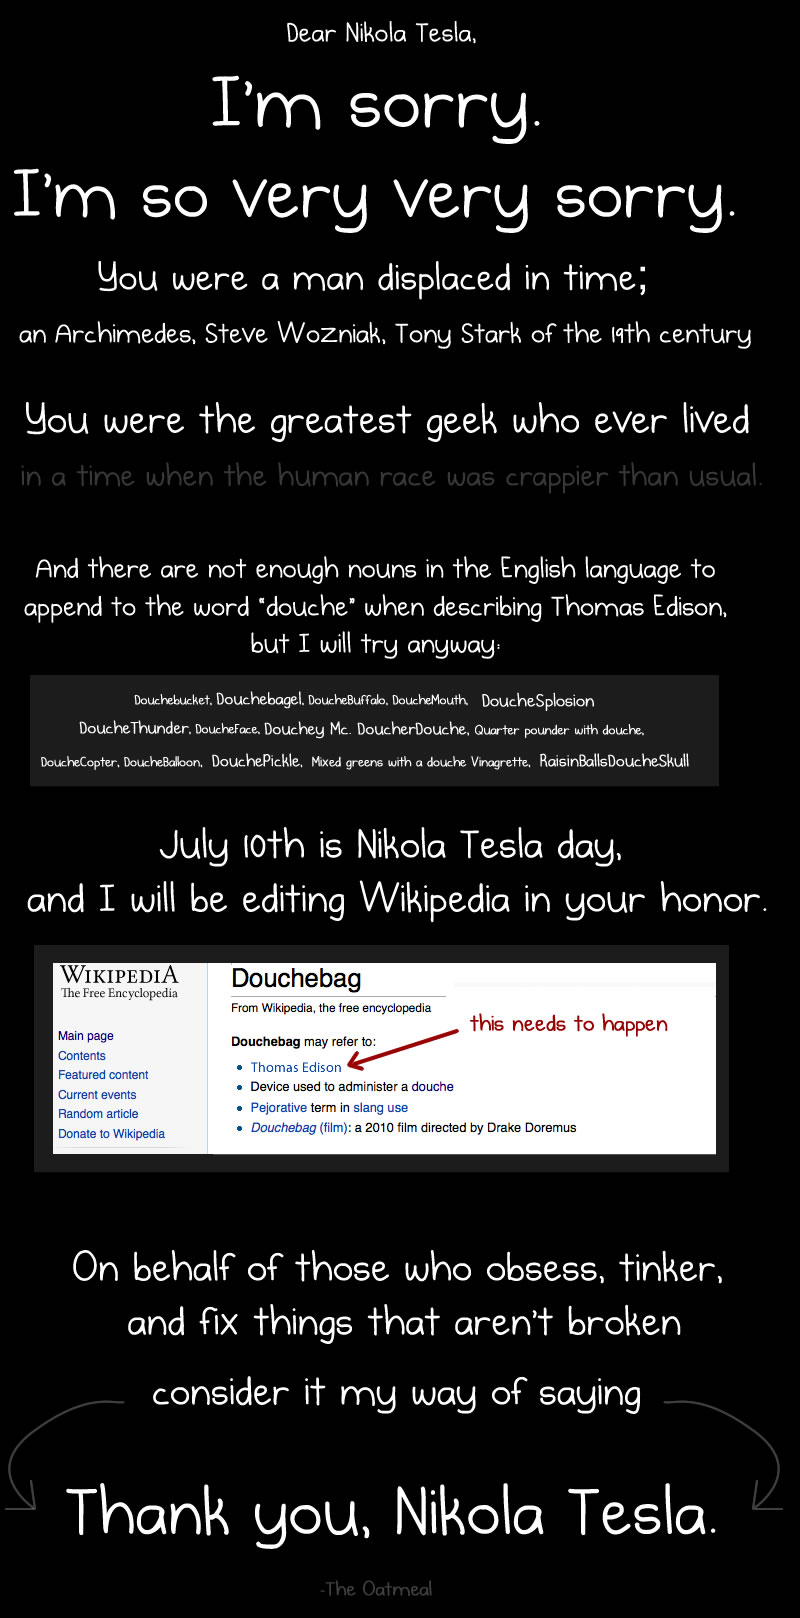 Dear Nikola Tesla,
I'm sorry.
I'm so very very sorry.
You were a man displaced in time;
an Archimedes, Steve Wozniak, Tony Stark of the 19th century
You were the greatest geek who ever lived
in a time when the human race was crappier than usual.
And there are not enough nouns in the English language to
append to the word "douche" when describing Thomas Edison,
but I will try anyway:
Douchebucket, Douchebagel, DoucheBuffalo, DoucheMouth, DoucheSplosion
DoucheThunder, DoucheFace, Douchey Mc. DoucherDouche, Quarter pounder with douche,
DoucheCopter, DoucheBalloon, DouchePickle, Mixed greens with a douche Vinagrette, RaisinBallsDoucheSkull
July 10th is Nikola Tesla day,
and I will be editing Wikipedia in your honor.
WIKIPEDIA
The Free Encyclopedia
Main page
Contents
Featured content
Current events
Random article
Donate to Wikipedia
Douchebag
From Wikipedia, the free encyclopedia
Douchebag may refer to:
this needs to happen
• Thomas Edison
• Device used to administer a douche
• Pejorative term in slang use
• Douchebag (film): a 2010 film directed by Drake Doremus
On behalf of those who obsess, tinker,
and fix things that aren't broken
consider it my way of saying
Thank you, Nikola Tesla.
-The Oatmeal